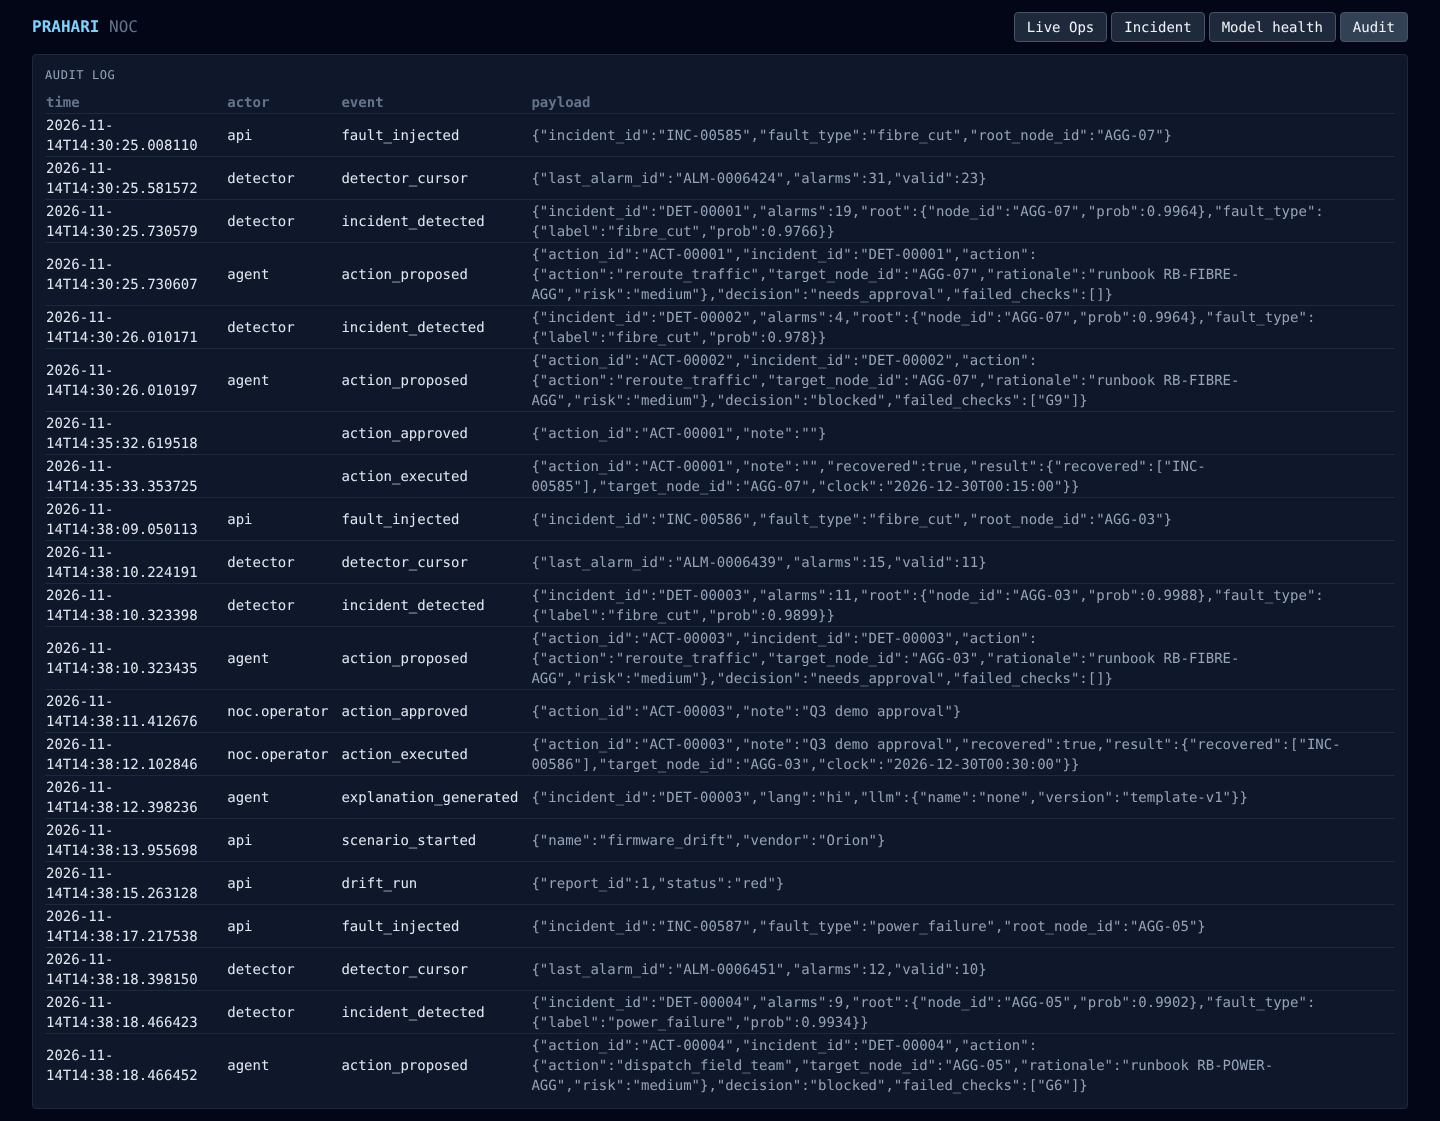 PRAHARI NOC
Live Ops Incident Model health Audit
AUDIT LOG
time actor event payload
2026-11-
14T14:30:25.008110 api fault_injected {"incident_id":"INC-00585","fault_type":"fibre_cut","root_node_id":"AGG-07"}
2026-11-
14T14:30:25.581572 detector detector_cursor {"last_alarm_id":"ALM-0006424","alarms":31,"valid":23}
2026-11-
14T14:30:25.730579 detector incident_detected {"incident_id":"DET-00001","alarms":19,"root":{"node_id":"AGG-07","prob":0.9964},"fault_type":
{"label":"fibre_cut","prob":0.9766}}
2026-11-
14T14:30:25.730607 agent action_proposed {"action_id":"ACT-00001","incident_id":"DET-00001","action":
{"action":"reroute_traffic","target_node_id":"AGG-07","rationale":"runbook RB-FIBRE-
AGG","risk":"medium"},"decision":"needs_approval","failed_checks":[]}
2026-11-
14T14:30:26.010171 detector incident_detected {"incident_id":"DET-00002","alarms":4,"root":{"node_id":"AGG-07","prob":0.9964},"fault_type":
{"label":"fibre_cut","prob":0.978}}
2026-11-
14T14:30:26.010197 agent action_proposed {"action_id":"ACT-00002","incident_id":"DET-00002","action":
{"action":"reroute_traffic","target_node_id":"AGG-07","rationale":"runbook RB-FIBRE-
AGG","risk":"medium"},"decision":"blocked","failed_checks":["G9"]}
2026-11-
14T14:35:32.619518 action_approved {"action_id":"ACT-00001","note":""}
2026-11-
14T14:35:33.353725 action_executed {"action_id":"ACT-00001","note":"","recovered":true,"result":{"recovered":["INC-
00585"],"target_node_id":"AGG-07","clock":"2026-12-30T00:15:00"}}
2026-11-
14T14:38:09.050113 api fault_injected {"incident_id":"INC-00586","fault_type":"fibre_cut","root_node_id":"AGG-03"}
2026-11-
14T14:38:10.224191 detector detector_cursor {"last_alarm_id":"ALM-0006439","alarms":15,"valid":11}
2026-11-
14T14:38:10.323398 detector incident_detected {"incident_id":"DET-00003","alarms":11,"root":{"node_id":"AGG-03","prob":0.9988},"fault_type":
{"label":"fibre_cut","prob":0.9899}}
2026-11-
14T14:38:10.323435 agent action_proposed {"action_id":"ACT-00003","incident_id":"DET-00003","action":
{"action":"reroute_traffic","target_node_id":"AGG-03","rationale":"runbook RB-FIBRE-
AGG","risk":"medium"},"decision":"needs_approval","failed_checks":[]}
2026-11-
14T14:38:11.412676 noc.operator action_approved {"action_id":"ACT-00003","note":"Q3 demo approval"}
2026-11-
14T14:38:12.102846 noc.operator action_executed {"action_id":"ACT-00003","note":"Q3 demo approval","recovered":true,"result":{"recovered":["INC-
00586"],"target_node_id":"AGG-03","clock":"2026-12-30T00:30:00"}}
2026-11-
14T14:38:12.398236 agent explanation_generated {"incident_id":"DET-00003","lang":"hi","llm":{"name":"none","version":"template-v1"}}
2026-11-
14T14:38:13.955698 api scenario_started {"name":"firmware_drift","vendor":"Orion"}
2026-11-
14T14:38:15.263128 api drift_run {"report_id":1,"status":"red"}
2026-11-
14T14:38:17.217538 api fault_injected {"incident_id":"INC-00587","fault_type":"power_failure","root_node_id":"AGG-05"}
2026-11-
14T14:38:18.398150 detector detector_cursor {"last_alarm_id":"ALM-0006451","alarms":12,"valid":10}
2026-11-
14T14:38:18.466423 detector incident_detected {"incident_id":"DET-00004","alarms":9,"root":{"node_id":"AGG-05","prob":0.9902},"fault_type":
{"label":"power_failure","prob":0.9934}}
2026-11-
14T14:38:18.466452 agent action_proposed {"action_id":"ACT-00004","incident_id":"DET-00004","action":
{"action":"dispatch_field_team","target_node_id":"AGG-05","rationale":"runbook RB-POWER-
AGG","risk":"medium"},"decision":"blocked","failed_checks":["G6"]}